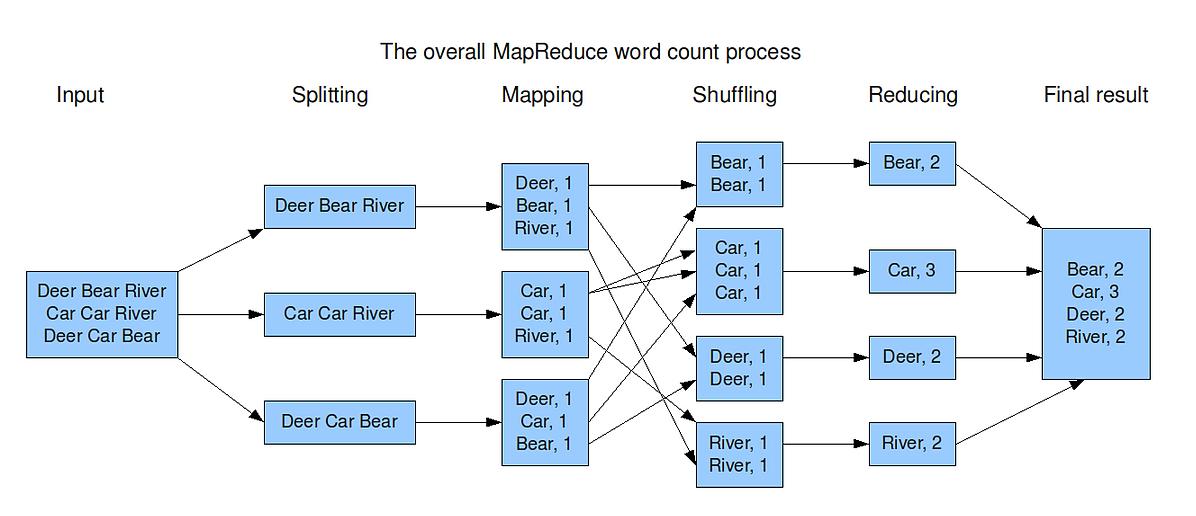 The overall MapReduce word count process
Input
Splitting
Mapping
Shuffling
Reducing
Final result
Deer Bear River
Car Car River
Deer Car Bear
Deer Bear River
Car Car River
Deer Car Bear
Deer, 1
Bear, 1
River, 1
Car, 1
Car, 1
River, 1
Deer, 1
Car, 1
Bear, 1
Bear, 1
Bear, 1
Car, 1
Car, 1
Car, 1
Deer, 1
Deer, 1
River, 1
River, 1
Bear, 2
Car, 3
Deer, 2
River, 2
Bear, 2
Car, 3
Deer, 2
River, 2